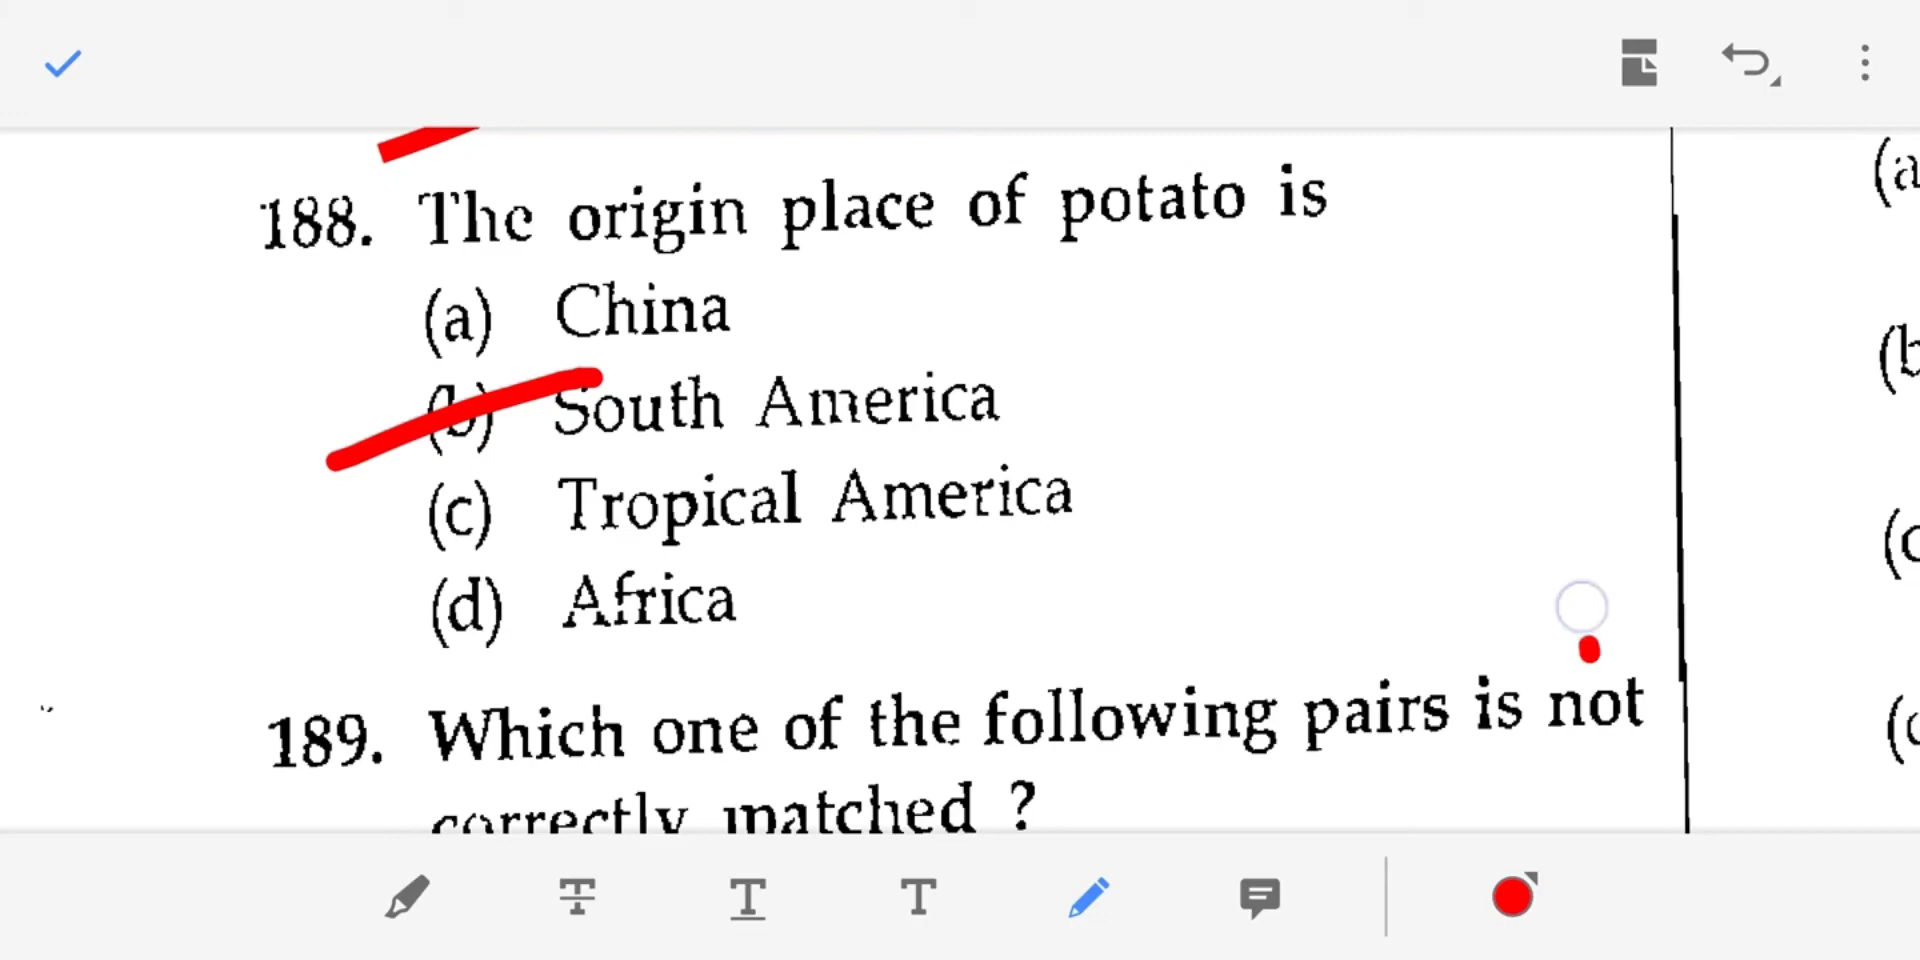 188. The origin place of potato is
(a) China
(b) South America
(c) Tropical America
(d) Africa
189. Which one of the following pairs is not
correctly matched ?
(a
(b
(c
(d